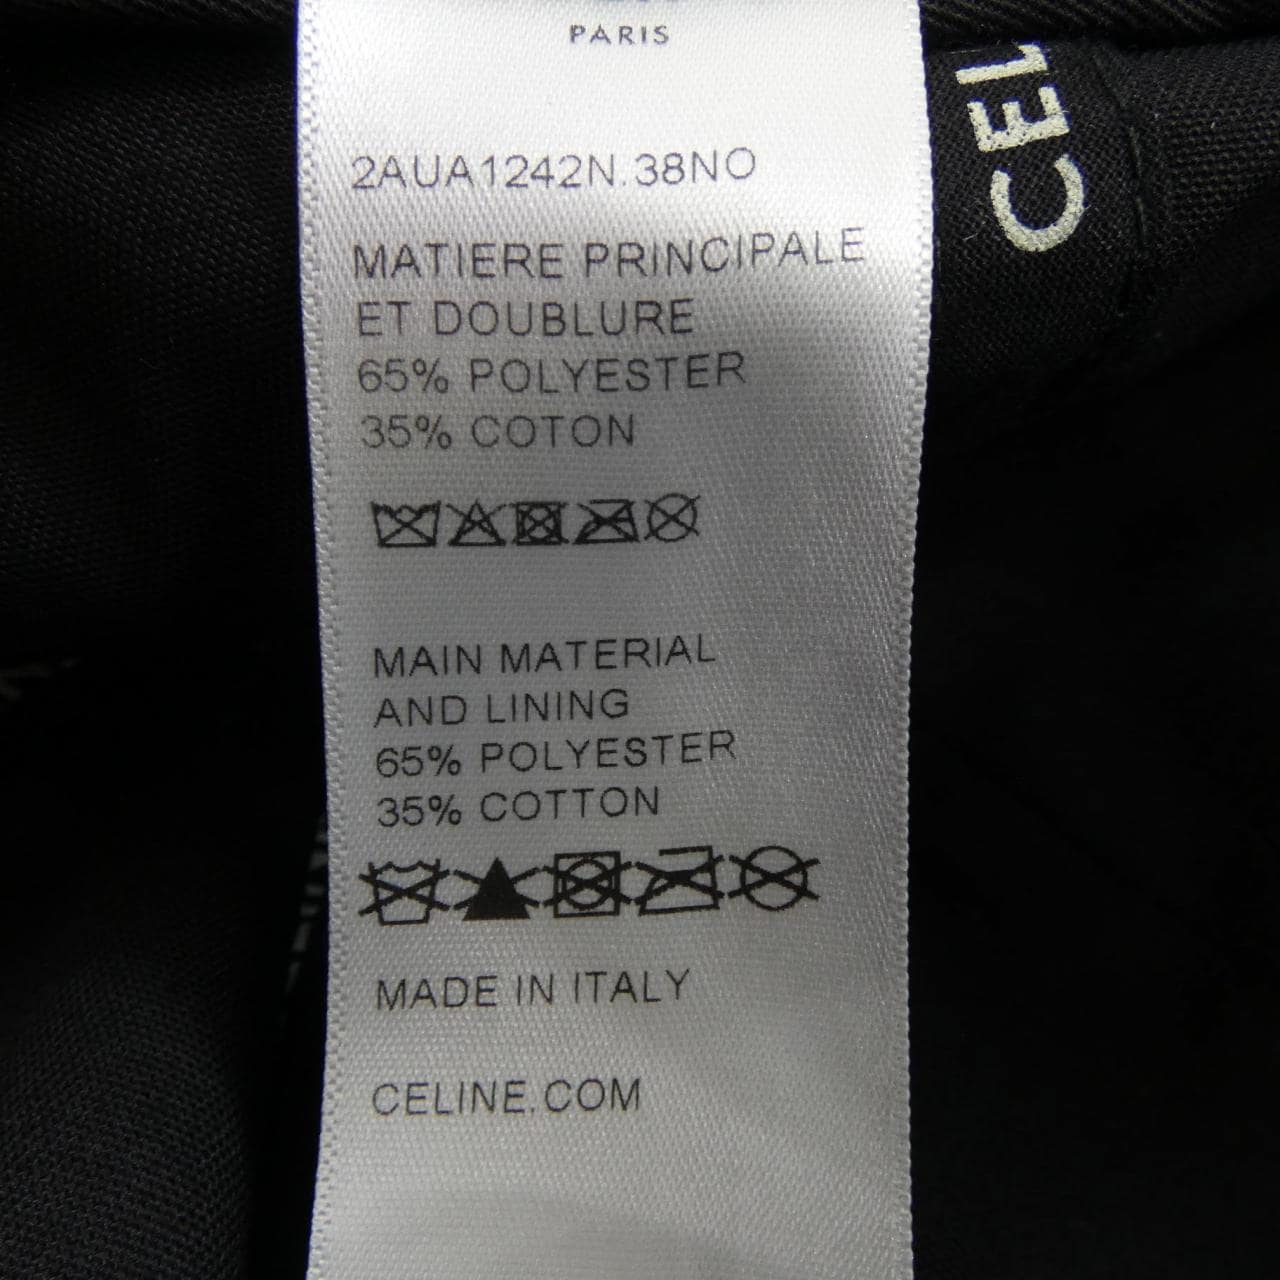 PARIS
2AUA1242N.38NO
MATIERE PRINCIPALE
ET DOUBLURE
65% POLYESTER
35% COTON
MAIN MATERIAL
AND LINING
65% POLYESTER
35% COTTON
MADE IN ITALY
CELINE.COM
CEL